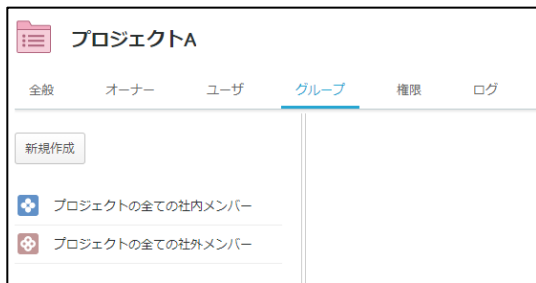 プロジェクトA
全般 オーナー ユーザ グループ 権限 ログ
新規作成
プロジェクトの全ての社内メンバー
プロジェクトの全ての社外メンバー